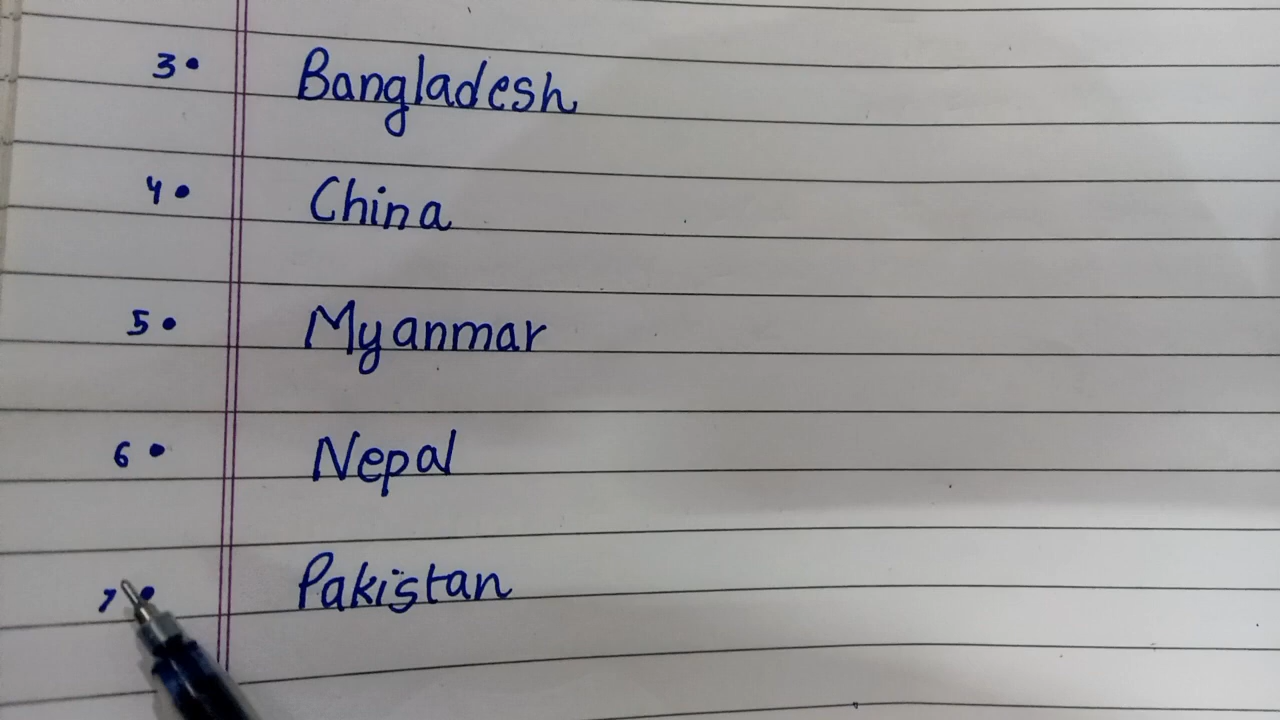 3• Bangladesh
4• China
5• Myanmar
6• Nepal
7• Pakistan